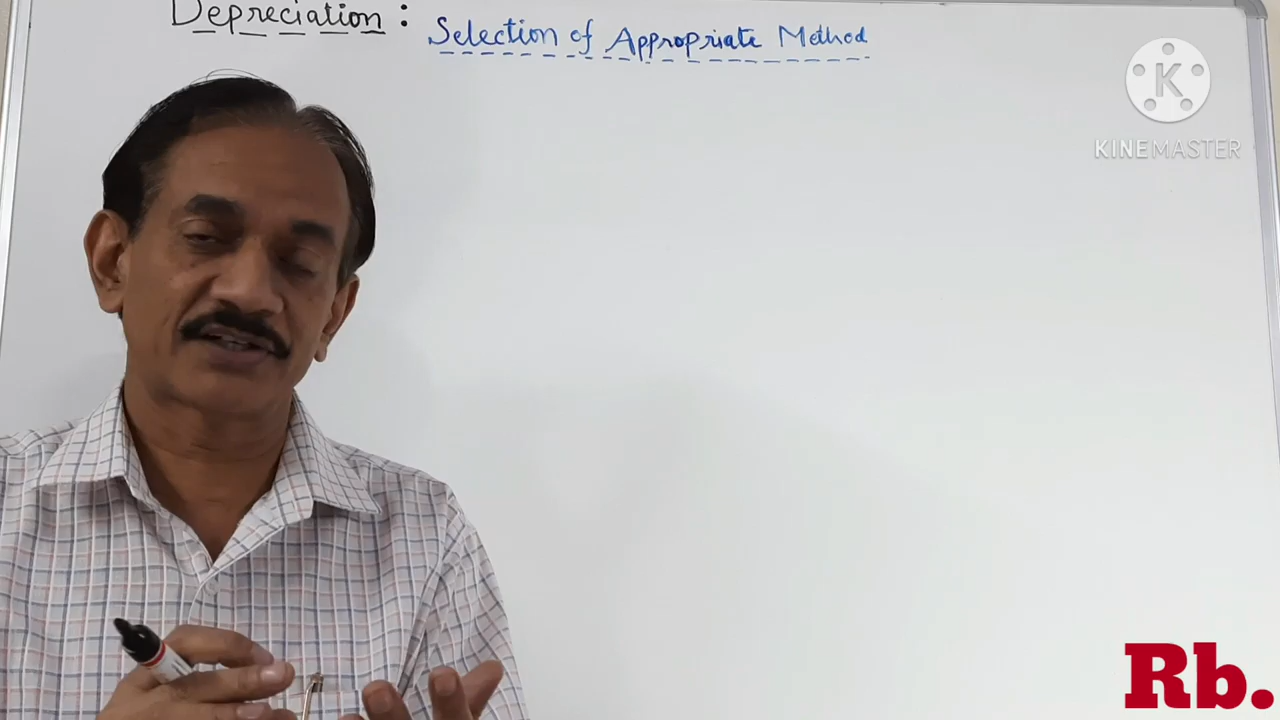 Depreciation : Selection of Appropriate Method
K
KINEMASTER
Rb.